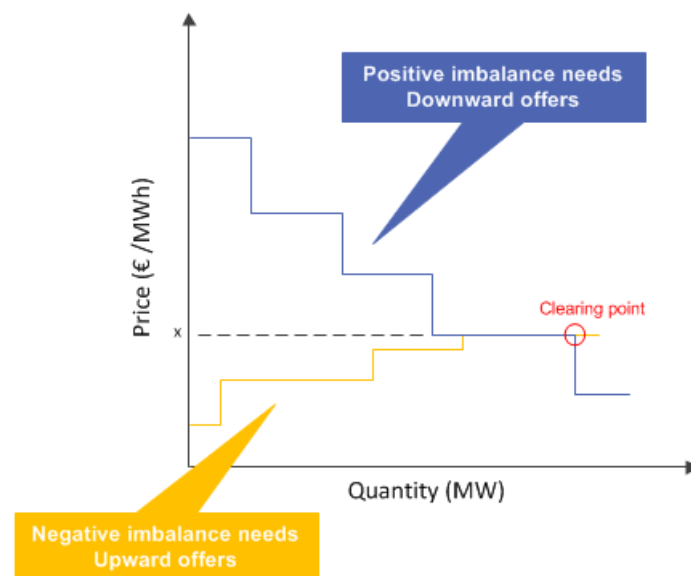 Positive imbalance needs
Downward offers
Price (€ /MWh)
Clearing point
x
Quantity (MW)
Negative imbalance needs
Upward offers